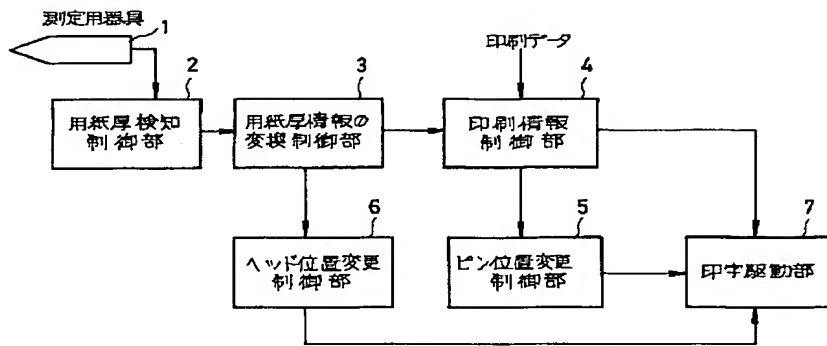 測定用器具
1
印刷データ
2
3
4
用紙厚検知
制御部
用紙厚情報の
変換制御部
印刷情報
制御部
6
5
7
ヘッド位置変更
制御部
ピン位置変更
制御部
印字駆動部